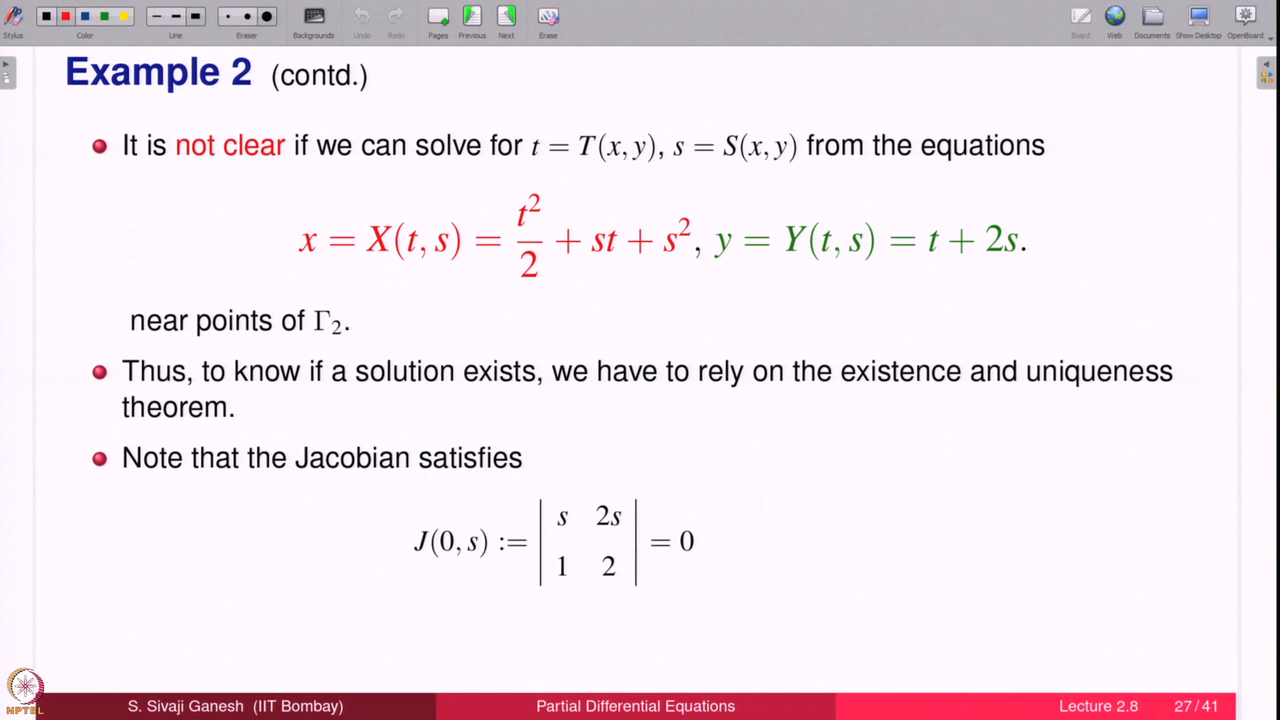 Stylus Color Line Eraser Backgrounds Undo Redo Pages Previous Next Erase Board Web Documents Show Desktop OpenBoard
Example 2 (contd.)
It is not clear if we can solve for t = T(x, y), s = S(x, y) from the equations
x = X(t, s) = t²/2 + st + s², y = Y(t, s) = t + 2s.
near points of Γ₂.
Thus, to know if a solution exists, we have to rely on the existence and uniqueness
theorem.
Note that the Jacobian satisfies
J(0, s) := | s 2s |
| 1 2 | = 0
NPTEL
S. Sivaji Ganesh (IIT Bombay) Partial Differential Equations Lecture 2.8 27 / 41